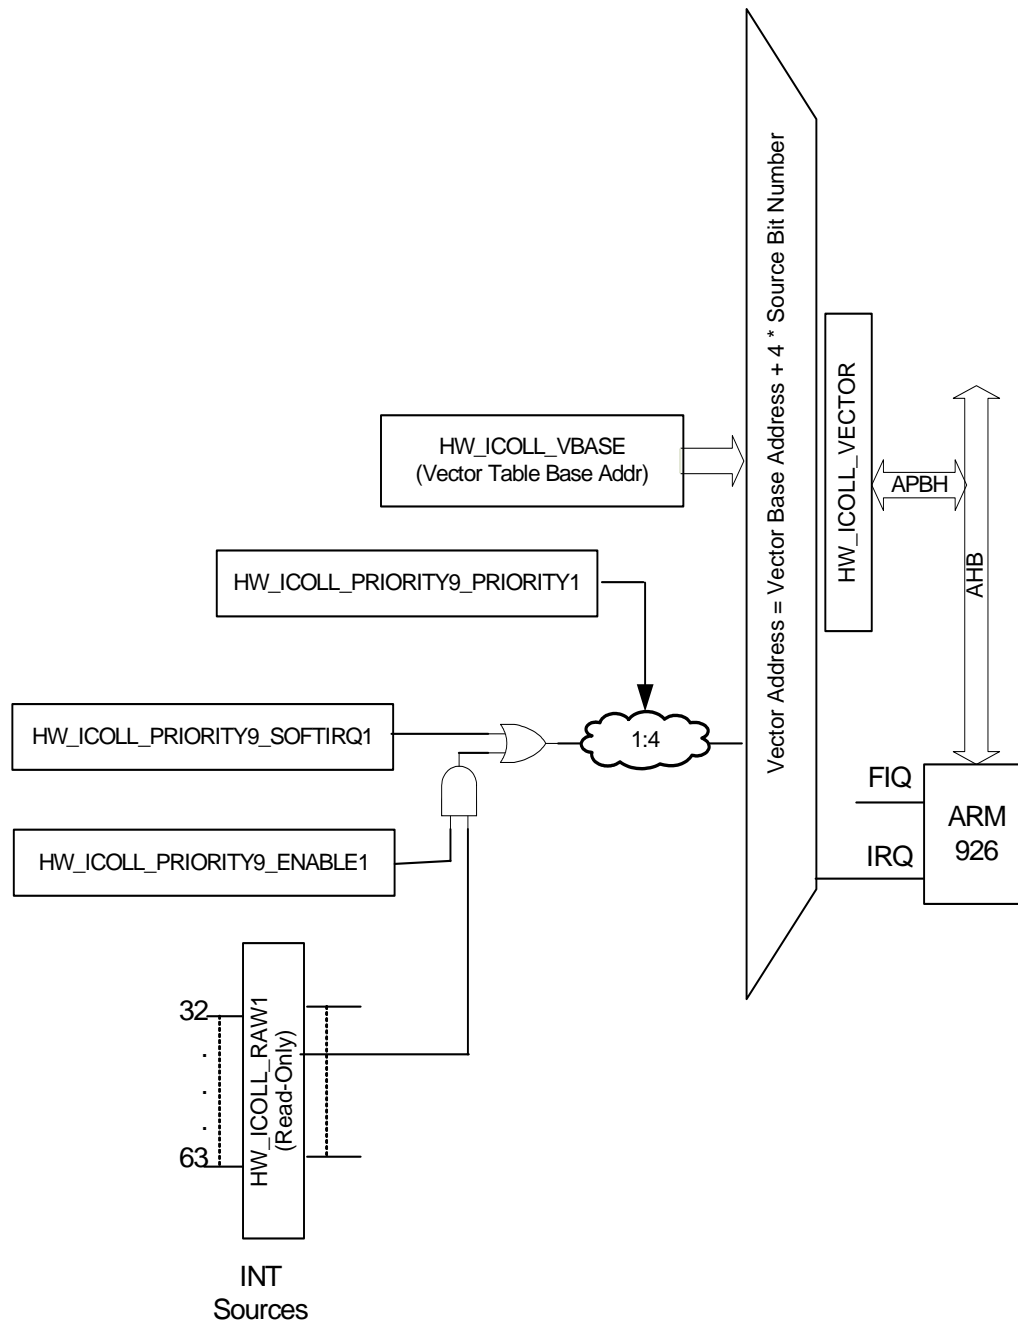 Vector Address = Vector Base Address + 4 * Source Bit Number
HW_ICOLL_VECTOR
HW_ICOLL_VBASE
(Vector Table Base Addr)
APBH
AHB
HW_ICOLL_PRIORITY9_PRIORITY1
HW_ICOLL_PRIORITY9_SOFTIRQ1
1:4
FIQ
ARM
926
IRQ
HW_ICOLL_PRIORITY9_ENABLE1
32
.
.
.
63
HW_ICOLL_RAW1
(Read-Only)
INT
Sources